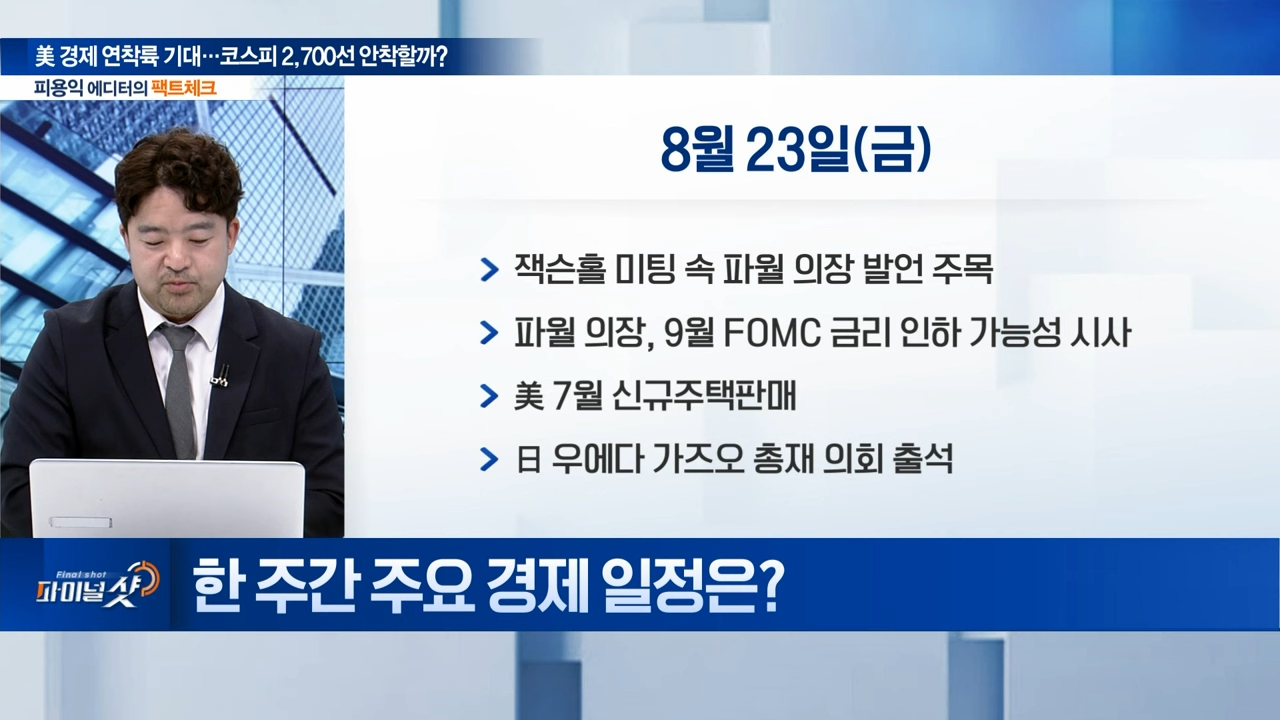 美 경제 연착륙 기대…코스피 2,700선 안착할까?
피용익 에디터의 팩트체크
8월 23일(금)
잭슨홀 미팅 속 파월 의장 발언 주목
파월 의장, 9월 FOMC 금리 인하 가능성 시사
美 7월 신규주택판매
日 우에다 가즈오 총재 의회 출석
Final shot
파이널샷
한 주간 주요 경제 일정은?